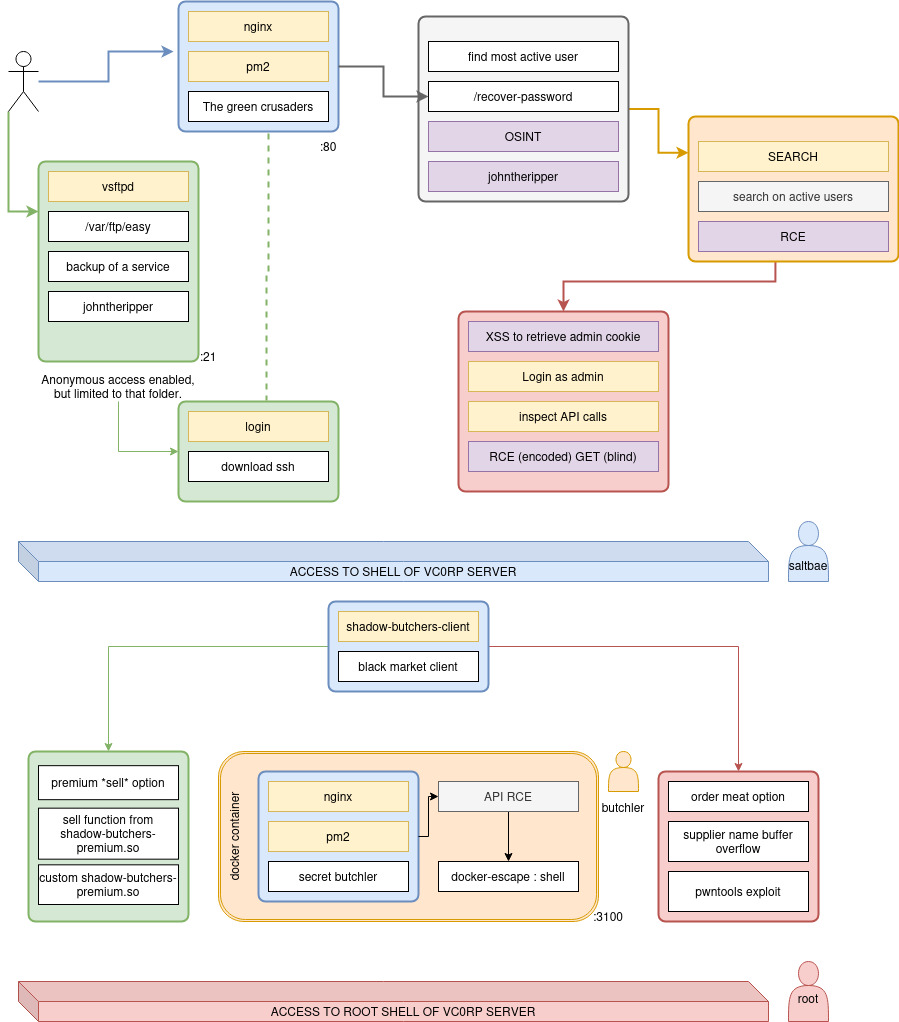 nginx
pm2
The green crusaders
:80
find most active user
/recover-password
OSINT
johntheripper
SEARCH
search on active users
RCE
vsftpd
/var/ftp/easy
backup of a service
johntheripper
:21
Anonymous access enabled,
but limited to that folder.
login
download ssh
XSS to retrieve admin cookie
Login as admin
inspect API calls
RCE (encoded) GET (blind)
ACCESS TO SHELL OF VC0RP SERVER
saltbae
shadow-butchers-client
black market client
premium *sell* option
sell function from
shadow-butchers-
premium.so
custom shadow-butchers-
premium.so
docker container
nginx
pm2
secret butchler
API RCE
docker-escape : shell
:3100
butchler
order meat option
supplier name buffer
overflow
pwntools exploit
ACCESS TO ROOT SHELL OF VC0RP SERVER
root